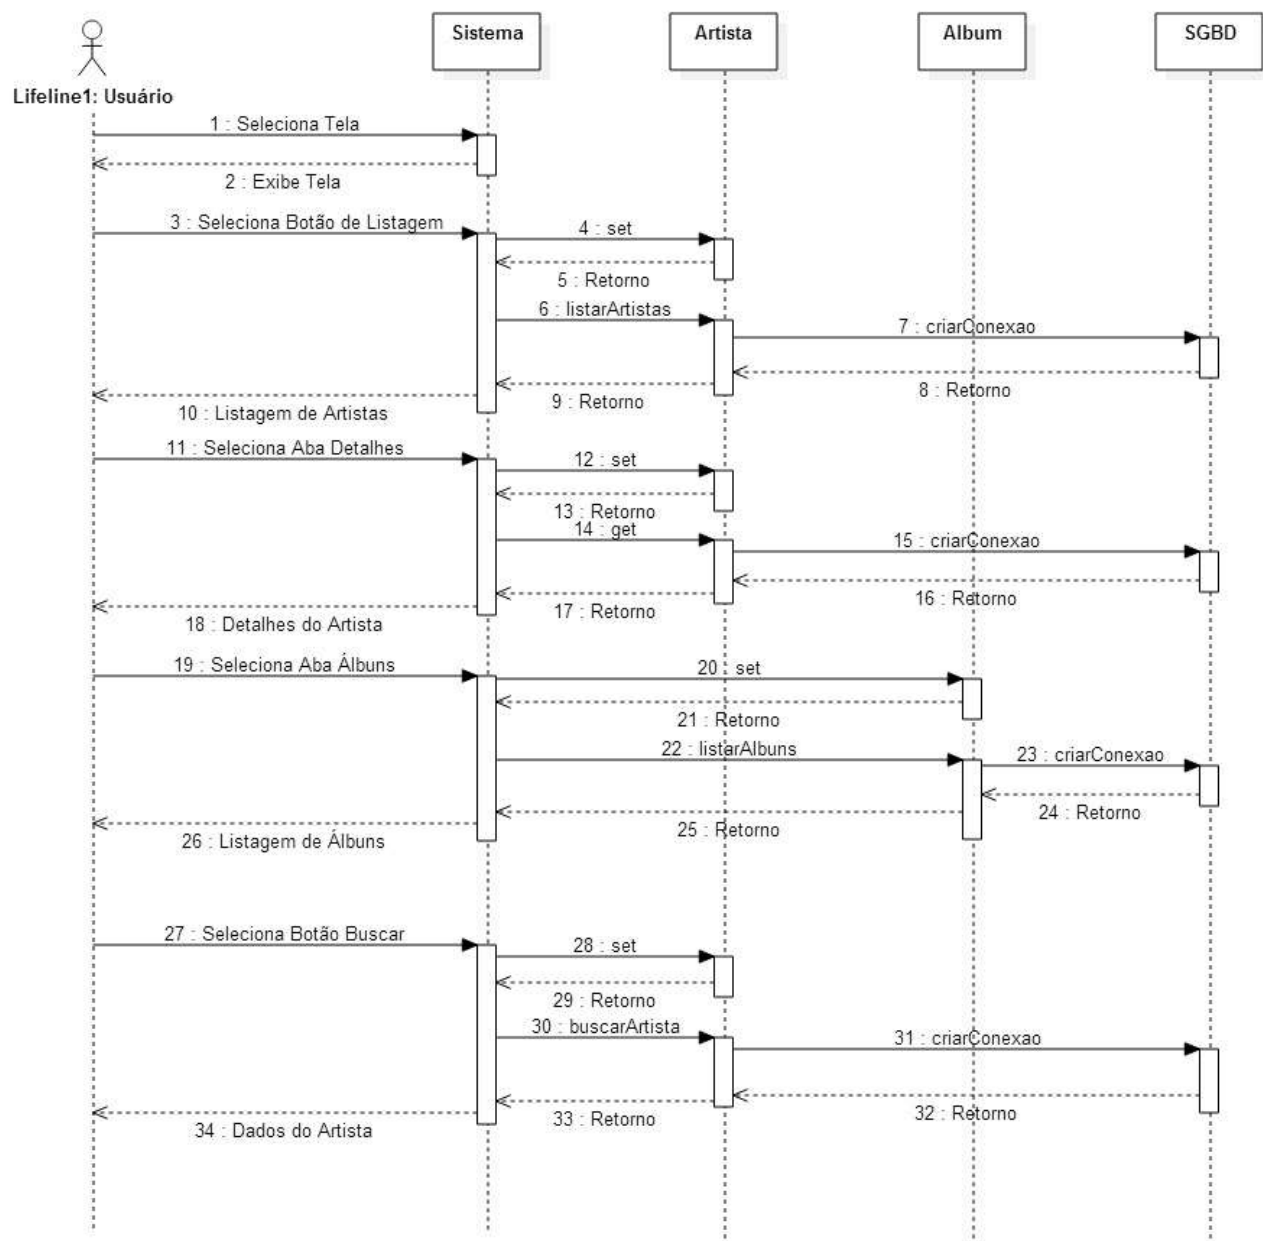 Sistema
Artista
Album
SGBD
Lifeline1: Usuário
1 : Seleciona Tela
2 : Exibe Tela
3 : Seleciona Botão de Listagem
4 : set
5 : Retorno
6 : listarArtistas
7 : criarConexao
8 : Retorno
9 : Retorno
10 : Listagem de Artistas
11 : Seleciona Aba Detalhes
12 : set
13 : Retorno
14 : get
15 : criarConexao
16 : Retorno
17 : Retorno
18 : Detalhes do Artista
19 : Seleciona Aba Álbuns
20 : set
21 : Retorno
22 : listarAlbuns
23 : criarConexao
24 : Retorno
25 : Retorno
26 : Listagem de Álbuns
27 : Seleciona Botão Buscar
28 : set
29 : Retorno
30 : buscarArtista
31 : criarConexao
32 : Retorno
33 : Retorno
34 : Dados do Artista